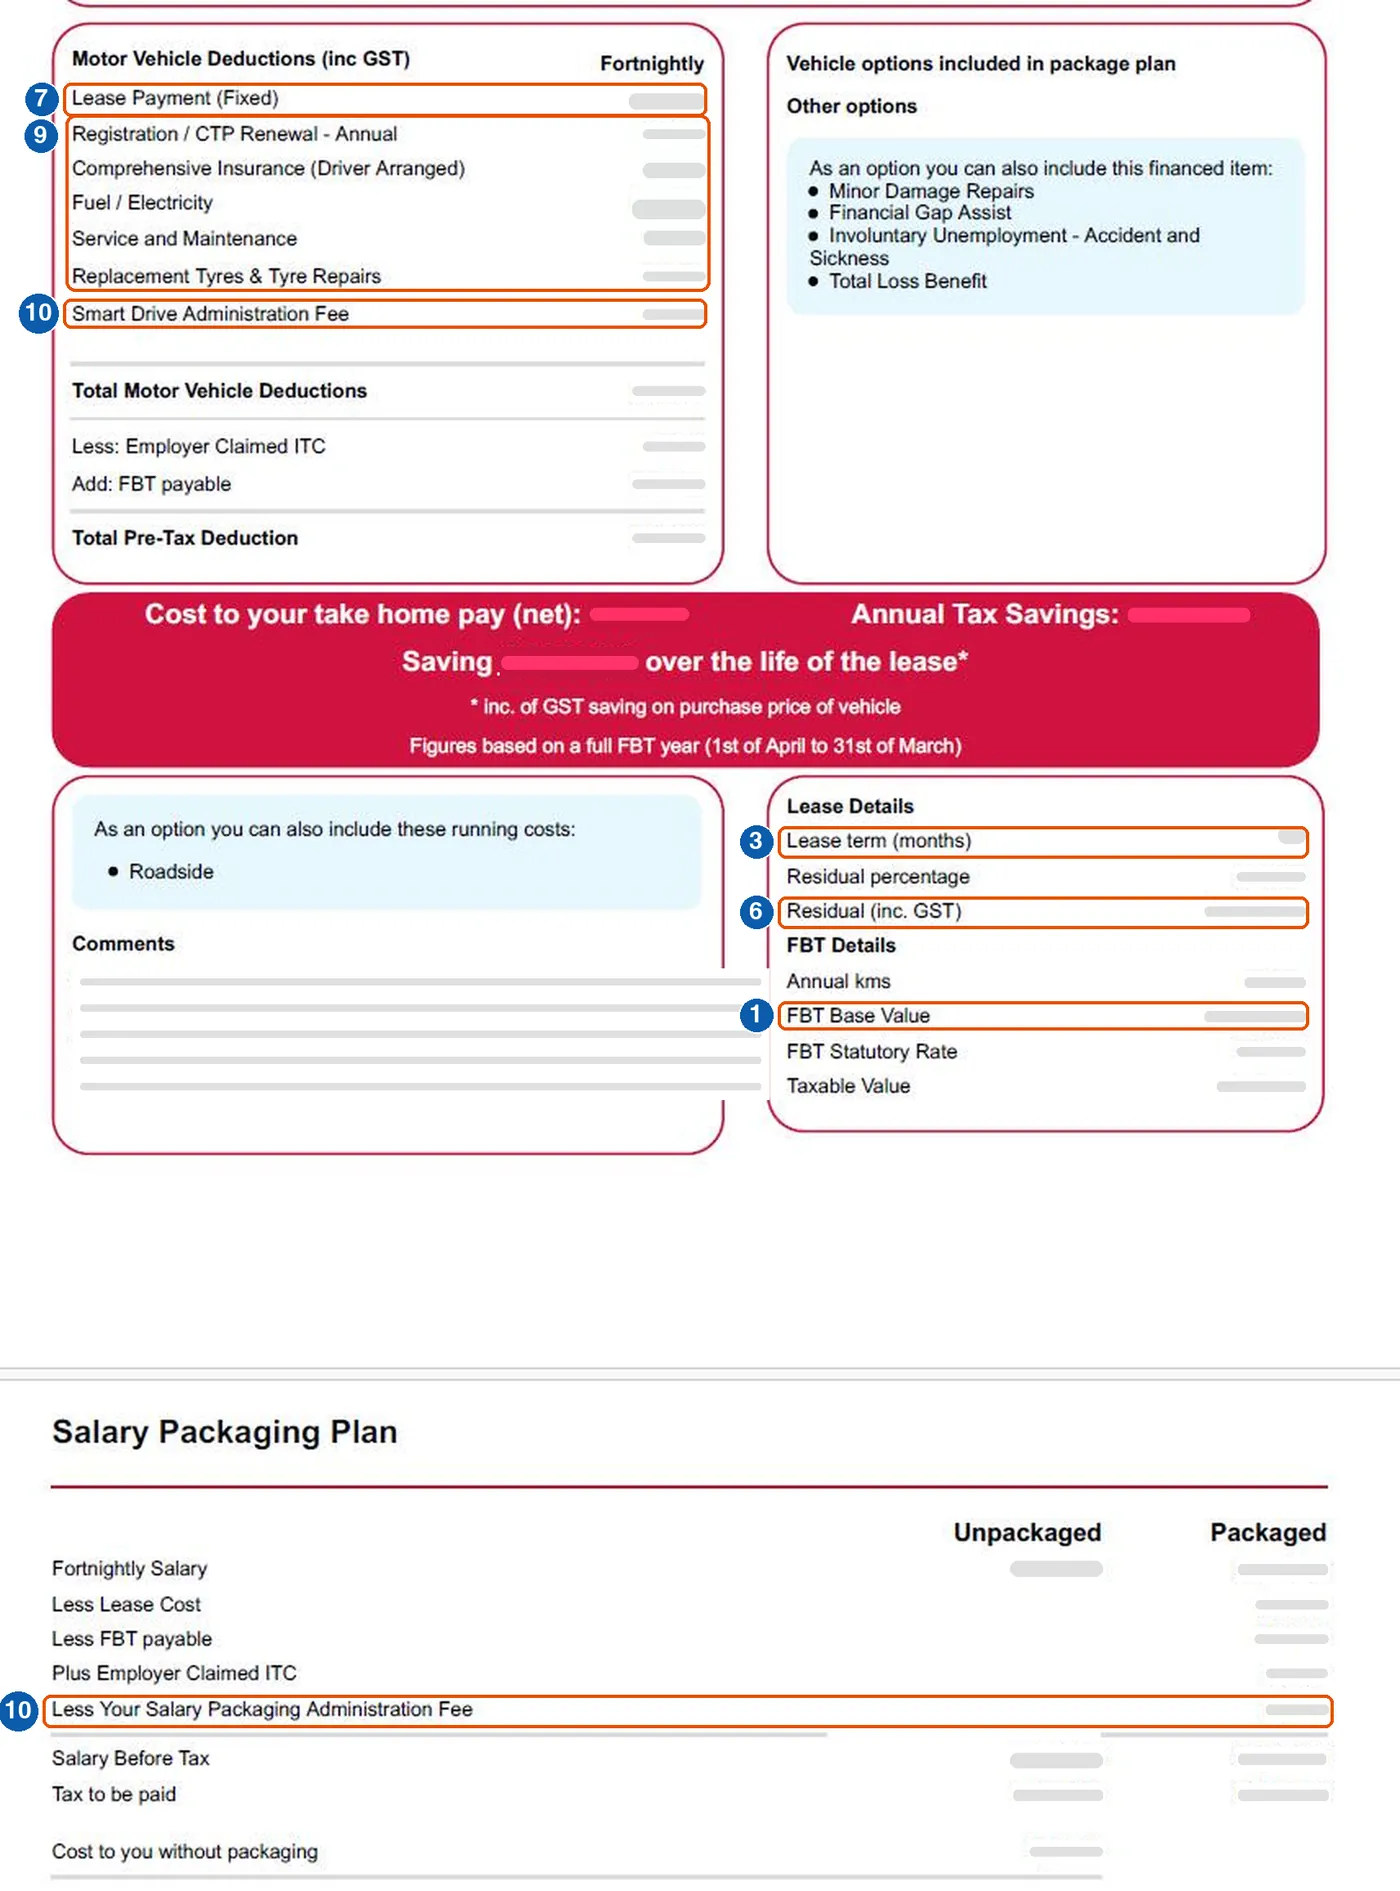 Motor Vehicle Deductions (inc GST)
Fortnightly
7
Lease Payment (Fixed)
9
Registration / CTP Renewal - Annual
Comprehensive Insurance (Driver Arranged)
Fuel / Electricity
Service and Maintenance
Replacement Tyres & Tyre Repairs
10
Smart Drive Administration Fee
Total Motor Vehicle Deductions
Less: Employer Claimed ITC
Add: FBT payable
Total Pre-Tax Deduction
Vehicle options included in package plan
Other options
As an option you can also include this financed item:
● Minor Damage Repairs
● Financial Gap Assist
● Involuntary Unemployment - Accident and
Sickness
● Total Loss Benefit
Cost to your take home pay (net):
Annual Tax Savings:
Saving over the life of the lease*
* inc. of GST saving on purchase price of vehicle
Figures based on a full FBT year (1st of April to 31st of March)
As an option you can also include these running costs:
● Roadside
Comments
Lease Details
3
Lease term (months)
Residual percentage
6
Residual (inc. GST)
FBT Details
Annual kms
1
FBT Base Value
FBT Statutory Rate
Taxable Value
Salary Packaging Plan
Unpackaged
Packaged
Fortnightly Salary
Less Lease Cost
Less FBT payable
Plus Employer Claimed ITC
10
Less Your Salary Packaging Administration Fee
Salary Before Tax
Tax to be paid
Cost to you without packaging